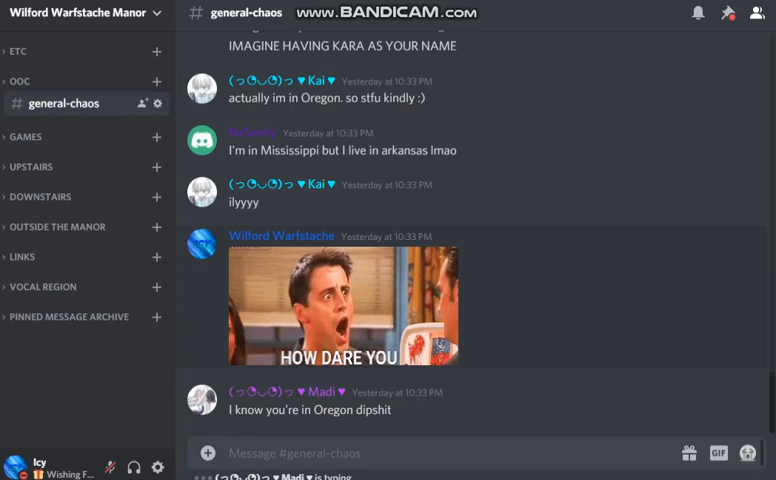 Wilford Warfstache Manor
# general-chaos
www.BANDICAM.com
ETC
OOC
# general-chaos
GAMES
UPSTAIRS
DOWNSTAIRS
OUTSIDE THE MANOR
LINKS
VOCAL REGION
PINNED MESSAGE ARCHIVE
Icy
Wishing F...
IMAGINE HAVING KARA AS YOUR NAME
(っ◔◡◔)っ ♥ Kai ♥ Yesterday at 10:33 PM
actually im in Oregon. so stfu kindly :)
Yesterday at 10:33 PM
I'm in Mississippi but I live in arkansas lmao
(っ◔◡◔)っ ♥ Kai ♥ Yesterday at 10:33 PM
ilyyyy
Wilford Warfstache Yesterday at 10:33 PM
HOW DARE YOU
(っ◔◡◔)っ ♥ Madi ♥ Yesterday at 10:33 PM
I know you're in Oregon dipshit
Message #general-chaos
GIF
(っ◔◡◔)っ ♥ Madi ♥ is typing